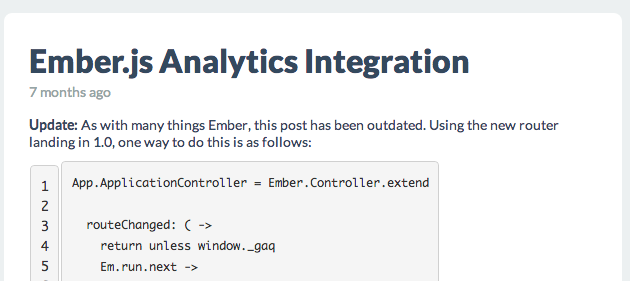 Ember.js Analytics Integration
7 months ago
Update: As with many things Ember, this post has been outdated. Using the new router
landing in 1.0, one way to do this is as follows:
1 App.ApplicationController = Ember.Controller.extend
2
3 routeChanged: ( ->
4 return unless window._gaq
5 Em.run.next ->